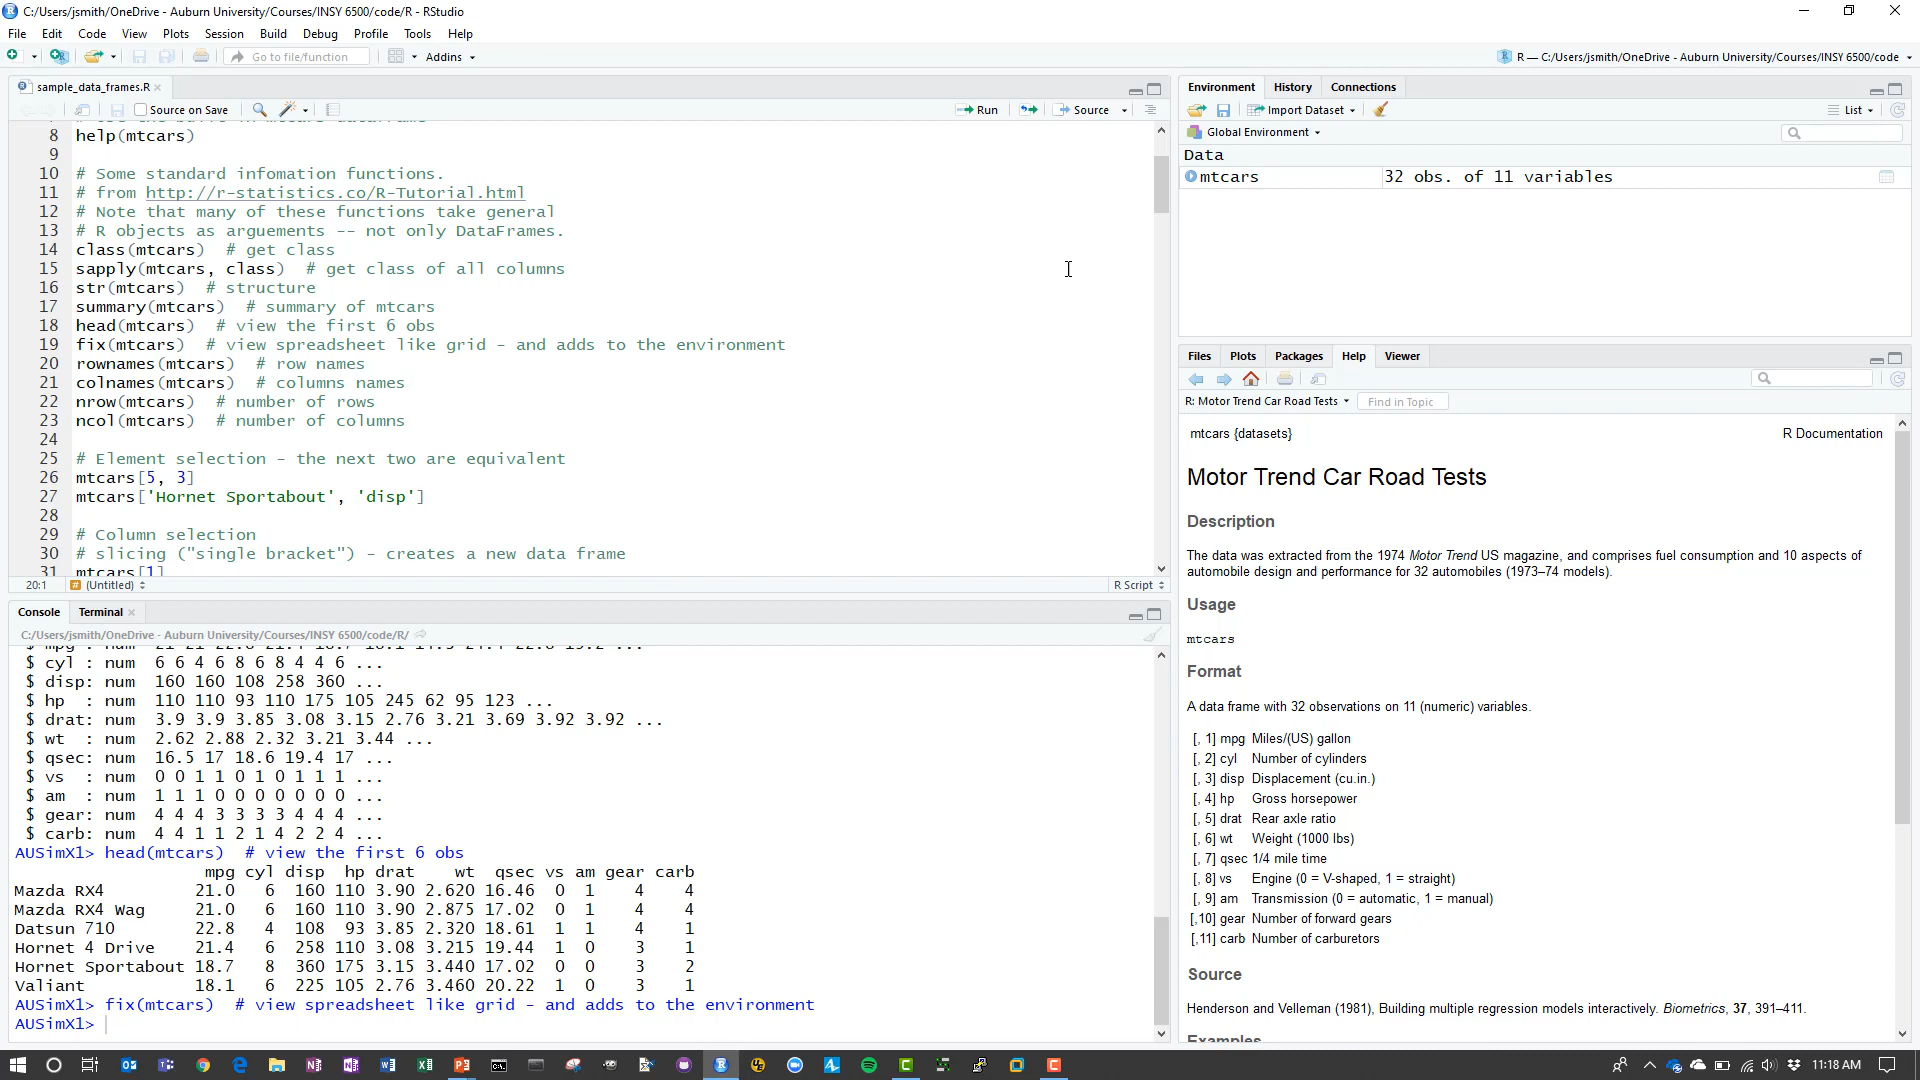 C:/Users/jsmith/OneDrive - Auburn University/Courses/INSY 6500/code/R - RStudio
File Edit Code View Plots Session Build Debug Profile Tools Help
Go to file/function Addins R — C:/Users/jsmith/OneDrive - Auburn University/Courses/INSY 6500/code
sample_data_frames.R
Source on Save Run Source
8 help(mtcars)
9
10 # Some standard infomation functions.
11 # from http://r-statistics.co/R-Tutorial.html
12 # Note that many of these functions take general
13 # R objects as arguements -- not only DataFrames.
14 class(mtcars)  # get class
15 sapply(mtcars, class)  # get class of all columns
16 str(mtcars)  # structure
17 summary(mtcars)  # summary of mtcars
18 head(mtcars)  # view the first 6 obs
19 fix(mtcars)  # view spreadsheet like grid - and adds to the environment
20 rownames(mtcars)  # row names
21 colnames(mtcars)  # columns names
22 nrow(mtcars)  # number of rows
23 ncol(mtcars)  # number of columns
24
25 # Element selection - the next two are equivalent
26 mtcars[5, 3]
27 mtcars['Hornet Sportabout', 'disp']
28
29 # Column selection
30 # slicing ("single bracket") - creates a new data frame
31 mtcars[1]
20:1 # (Untitled) R Script
Console Terminal
C:/Users/jsmith/OneDrive - Auburn University/Courses/INSY 6500/code/R/
$ cyl : num  6 6 4 6 8 6 8 4 4 6 ...
$ disp: num  160 160 108 258 360 ...
$ hp  : num  110 110 93 110 175 105 245 62 95 123 ...
$ drat: num  3.9 3.9 3.85 3.08 3.15 2.76 3.21 3.69 3.92 3.92 ...
$ wt  : num  2.62 2.88 2.32 3.21 3.44 ...
$ qsec: num  16.5 17 18.6 19.4 17 ...
$ vs  : num  0 0 1 1 0 1 0 1 1 1 ...
$ am  : num  1 1 1 0 0 0 0 0 0 0 ...
$ gear: num  4 4 4 3 3 3 3 4 4 4 ...
$ carb: num  4 4 1 1 2 1 4 2 2 4 ...
AUSimX1> head(mtcars)  # view the first 6 obs
mpg cyl disp hp drat wt qsec vs am gear carb
Mazda RX4 21.0 6 160 110 3.90 2.620 16.46 0 1 4 4
Mazda RX4 Wag 21.0 6 160 110 3.90 2.875 17.02 0 1 4 4
Datsun 710 22.8 4 108 93 3.85 2.320 18.61 1 1 4 1
Hornet 4 Drive 21.4 6 258 110 3.08 3.215 19.44 1 0 3 1
Hornet Sportabout 18.7 8 360 175 3.15 3.440 17.02 0 0 3 2
Valiant 18.1 6 225 105 2.76 3.460 20.22 1 0 3 1
AUSimX1> fix(mtcars)  # view spreadsheet like grid - and adds to the environment
AUSimX1>
Environment History Connections
Import Dataset List
Global Environment
Data
mtcars 32 obs. of 11 variables
Files Plots Packages Help Viewer
R: Motor Trend Car Road Tests Find in Topic
mtcars {datasets} R Documentation
Motor Trend Car Road Tests
Description
The data was extracted from the 1974 Motor Trend US magazine, and comprises fuel consumption and 10 aspects of
automobile design and performance for 32 automobiles (1973–74 models).
Usage
mtcars
Format
A data frame with 32 observations on 11 (numeric) variables.
[, 1] mpg Miles/(US) gallon
[, 2] cyl Number of cylinders
[, 3] disp Displacement (cu.in.)
[, 4] hp Gross horsepower
[, 5] drat Rear axle ratio
[, 6] wt Weight (1000 lbs)
[, 7] qsec 1/4 mile time
[, 8] vs Engine (0 = V-shaped, 1 = straight)
[, 9] am Transmission (0 = automatic, 1 = manual)
[,10] gear Number of forward gears
[,11] carb Number of carburetors
Source
Henderson and Velleman (1981), Building multiple regression models interactively. Biometrics, 37, 391–411.
Examples
11:18 AM